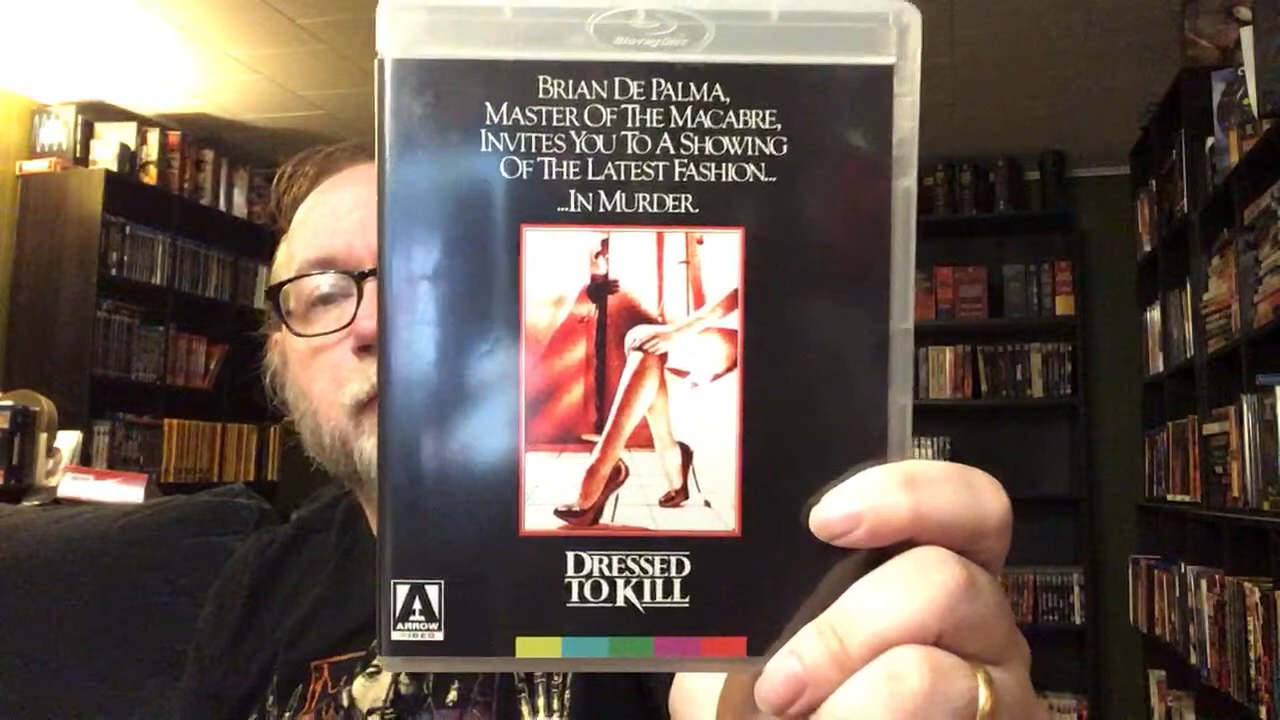 Blu-ray Disc
BRIAN DE PALMA,
MASTER OF THE MACABRE,
INVITES YOU TO A SHOWING
OF THE LATEST FASHION...
...IN MURDER.
DRESSED
TO KILL
ARROW
VIDEO